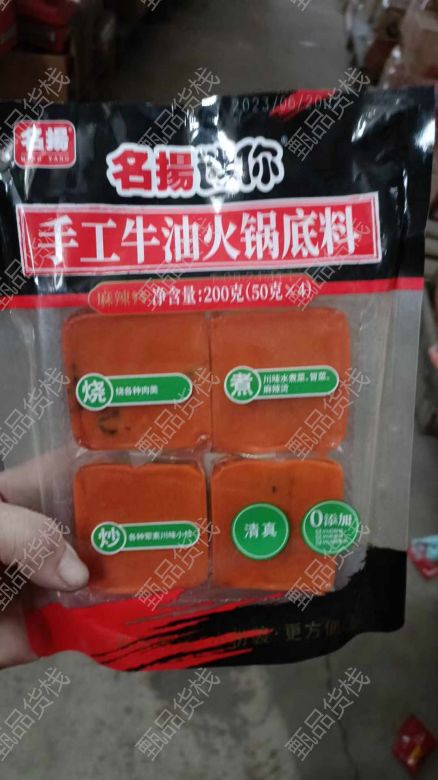 2023/06/20
名揚
MING YANG
名揚迷你
手工牛油火锅底料
麻辣 净含量:200克(50克×4)
烧 烧各种肉类
煮 川味水煮菜、冒菜、
麻辣烫
炒 各种荤素川味小炒
清真
0添加
更方便
甄品货栈